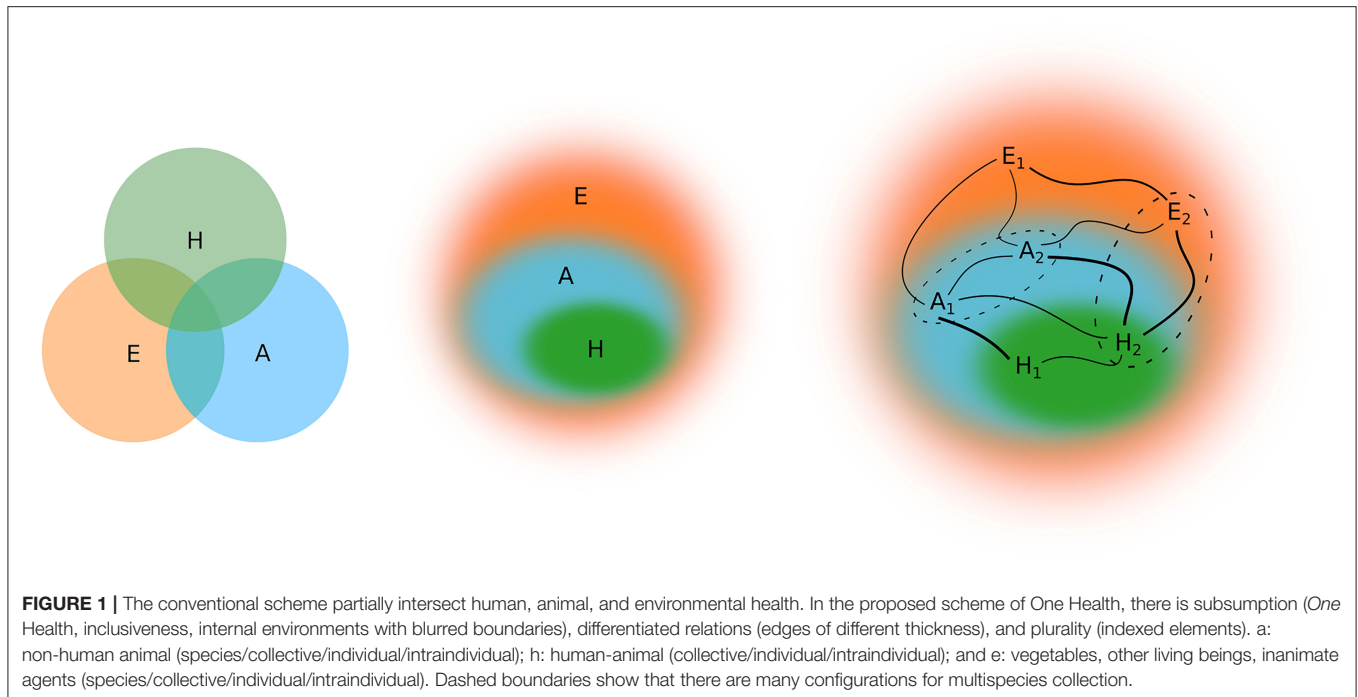 H
E
A
E
A
H
E1
E2
A2
A1
H2
H1
FIGURE 1 | The conventional scheme partially intersect human, animal, and environmental health. In the proposed scheme of One Health, there is subsumption (One
Health, inclusiveness, internal environments with blurred boundaries), differentiated relations (edges of different thickness), and plurality (indexed elements). a:
non-human animal (species/collective/individual/intraindividual); h: human-animal (collective/individual/intraindividual); and e: vegetables, other living beings, inanimate
agents (species/collective/individual/intraindividual). Dashed boundaries show that there are many configurations for multispecies collection.